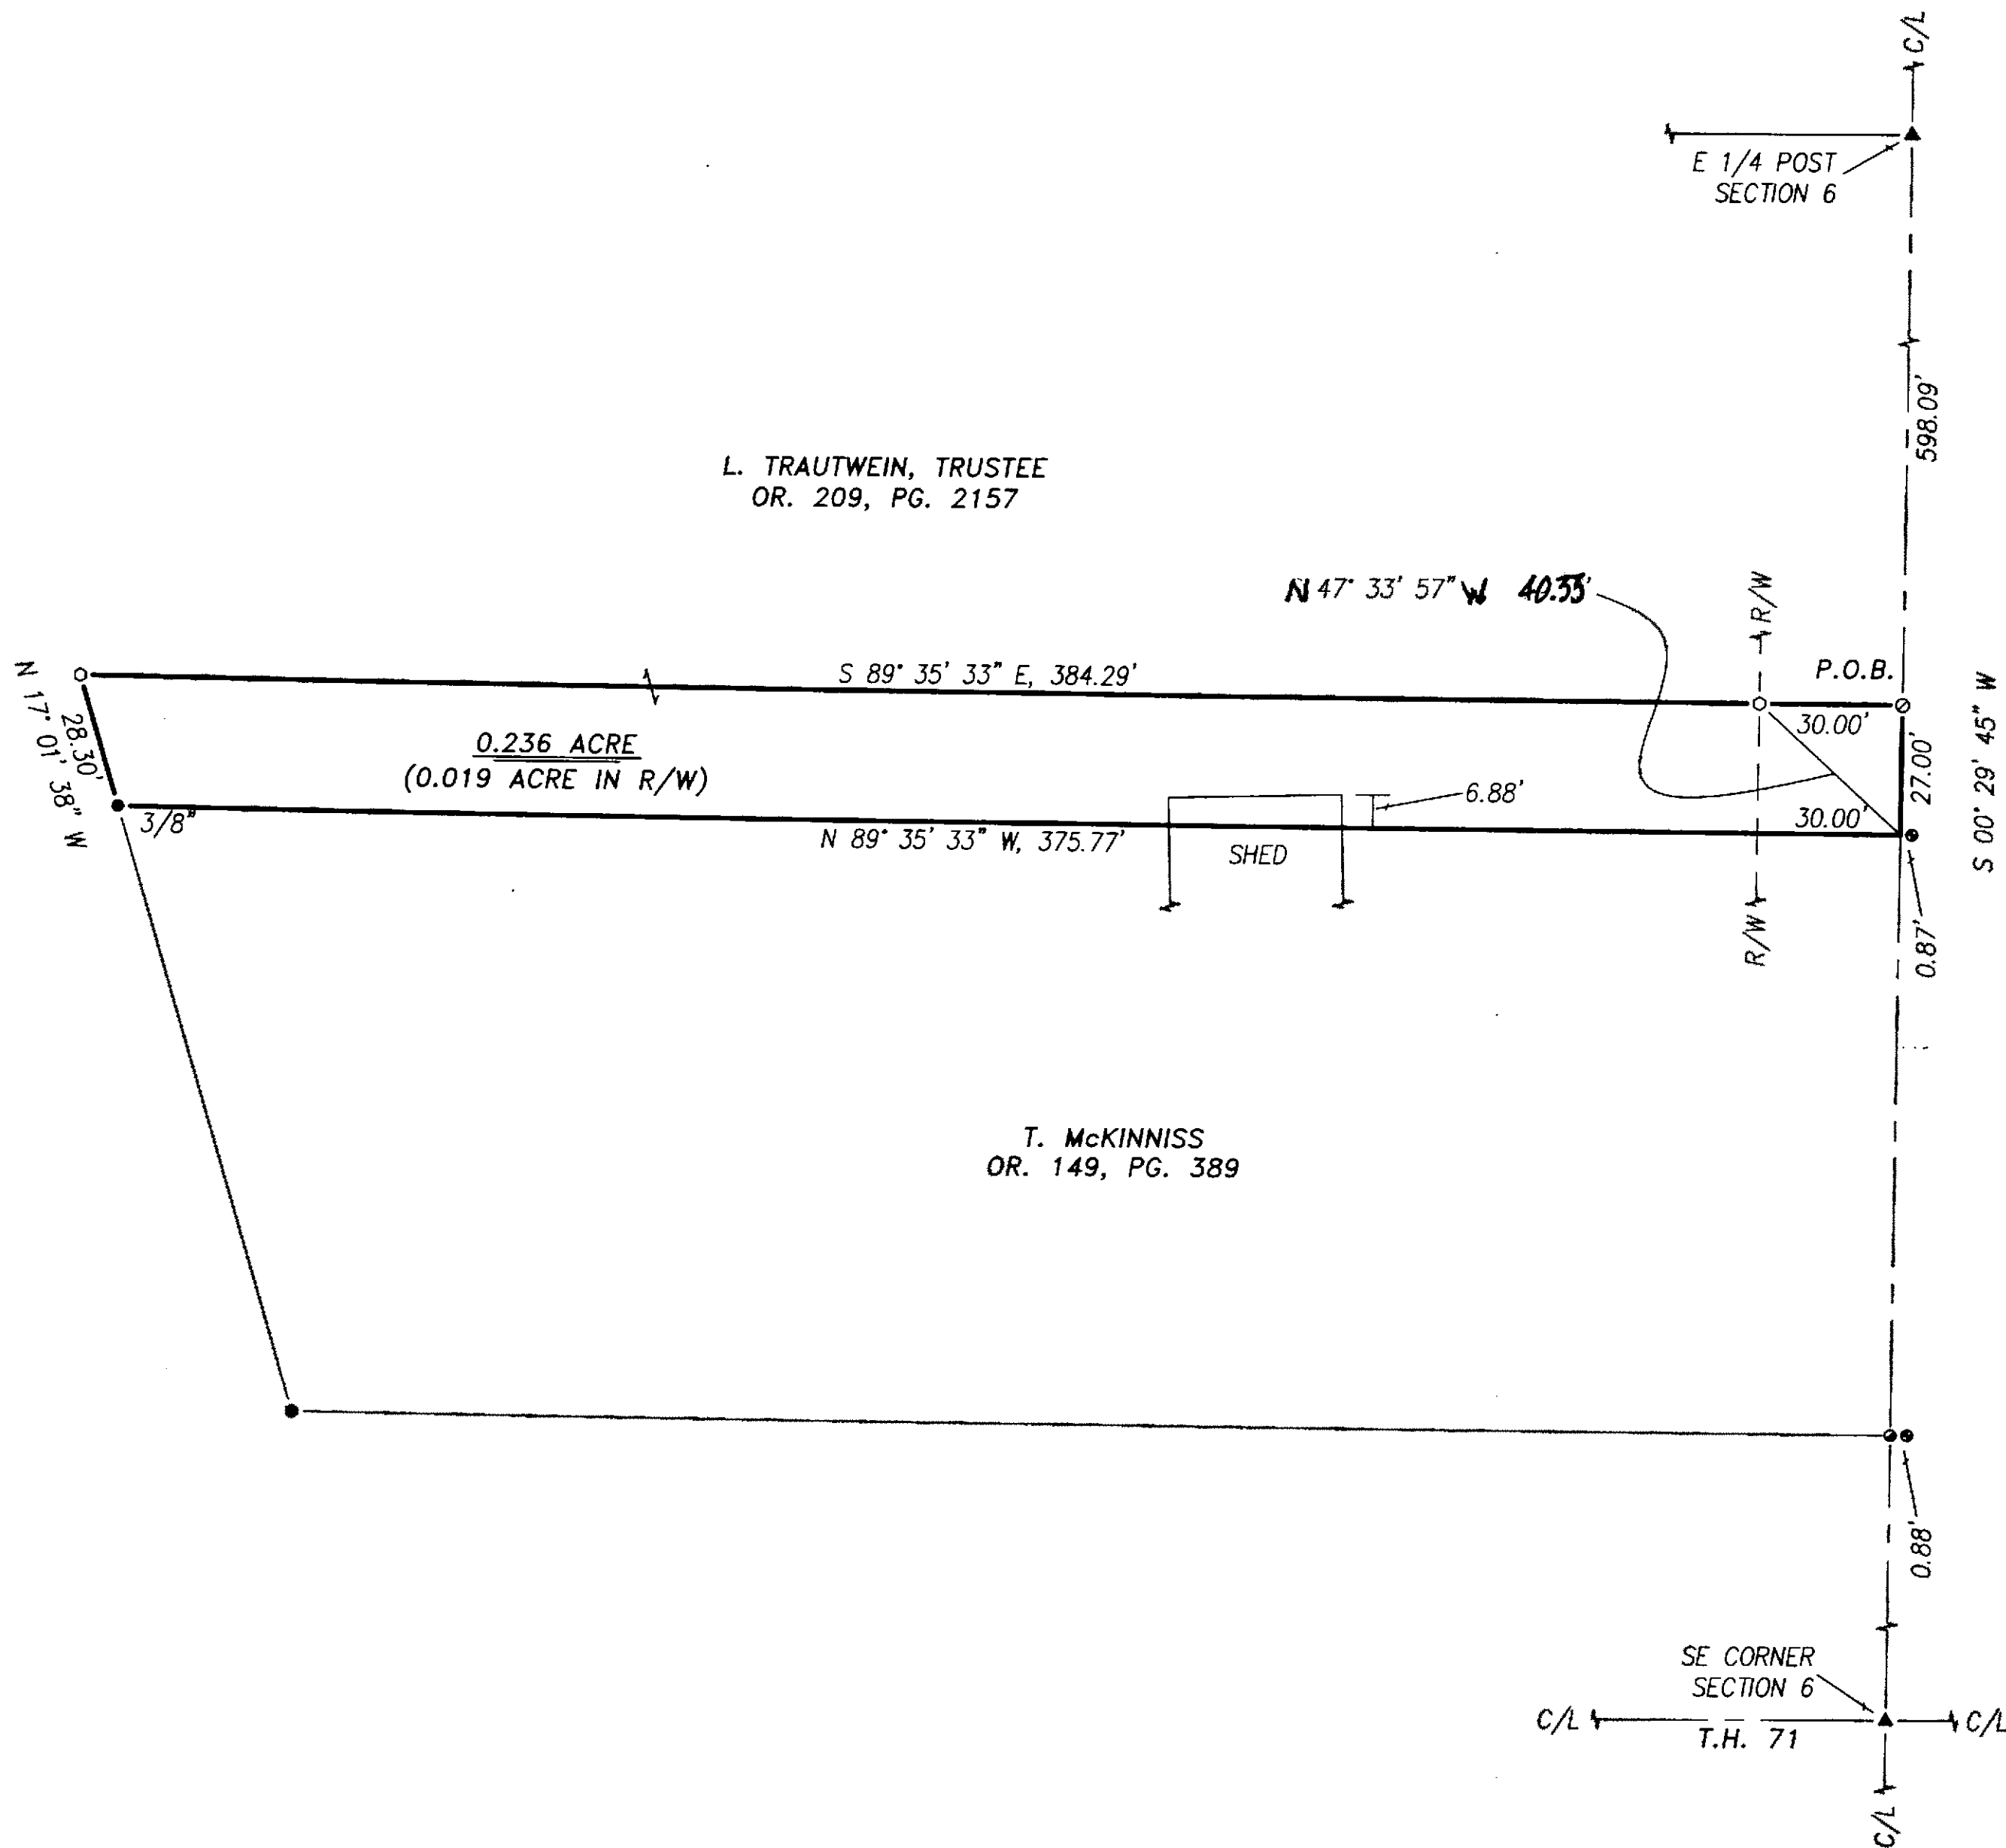 C/L
E 1/4 POST
SECTION 6
598.09'
L. TRAUTWEIN, TRUSTEE
OR. 209, PG. 2157
N 47° 33' 57" W 40.33'
R/W
P.O.B.
S 89° 35' 33" E, 384.29'
30.00'
27.00'
S 00° 29' 45" W
N 17° 01' 38" W
28.30'
0.236 ACRE
(0.019 ACRE IN R/W)
6.88'
30.00'
3/8"
N 89° 35' 33" W, 375.77'
SHED
R/W
0.87'
T. McKINNISS
OR. 149, PG. 389
0.88'
SE CORNER
SECTION 6
C/L
C/L
T.H. 71
C/L